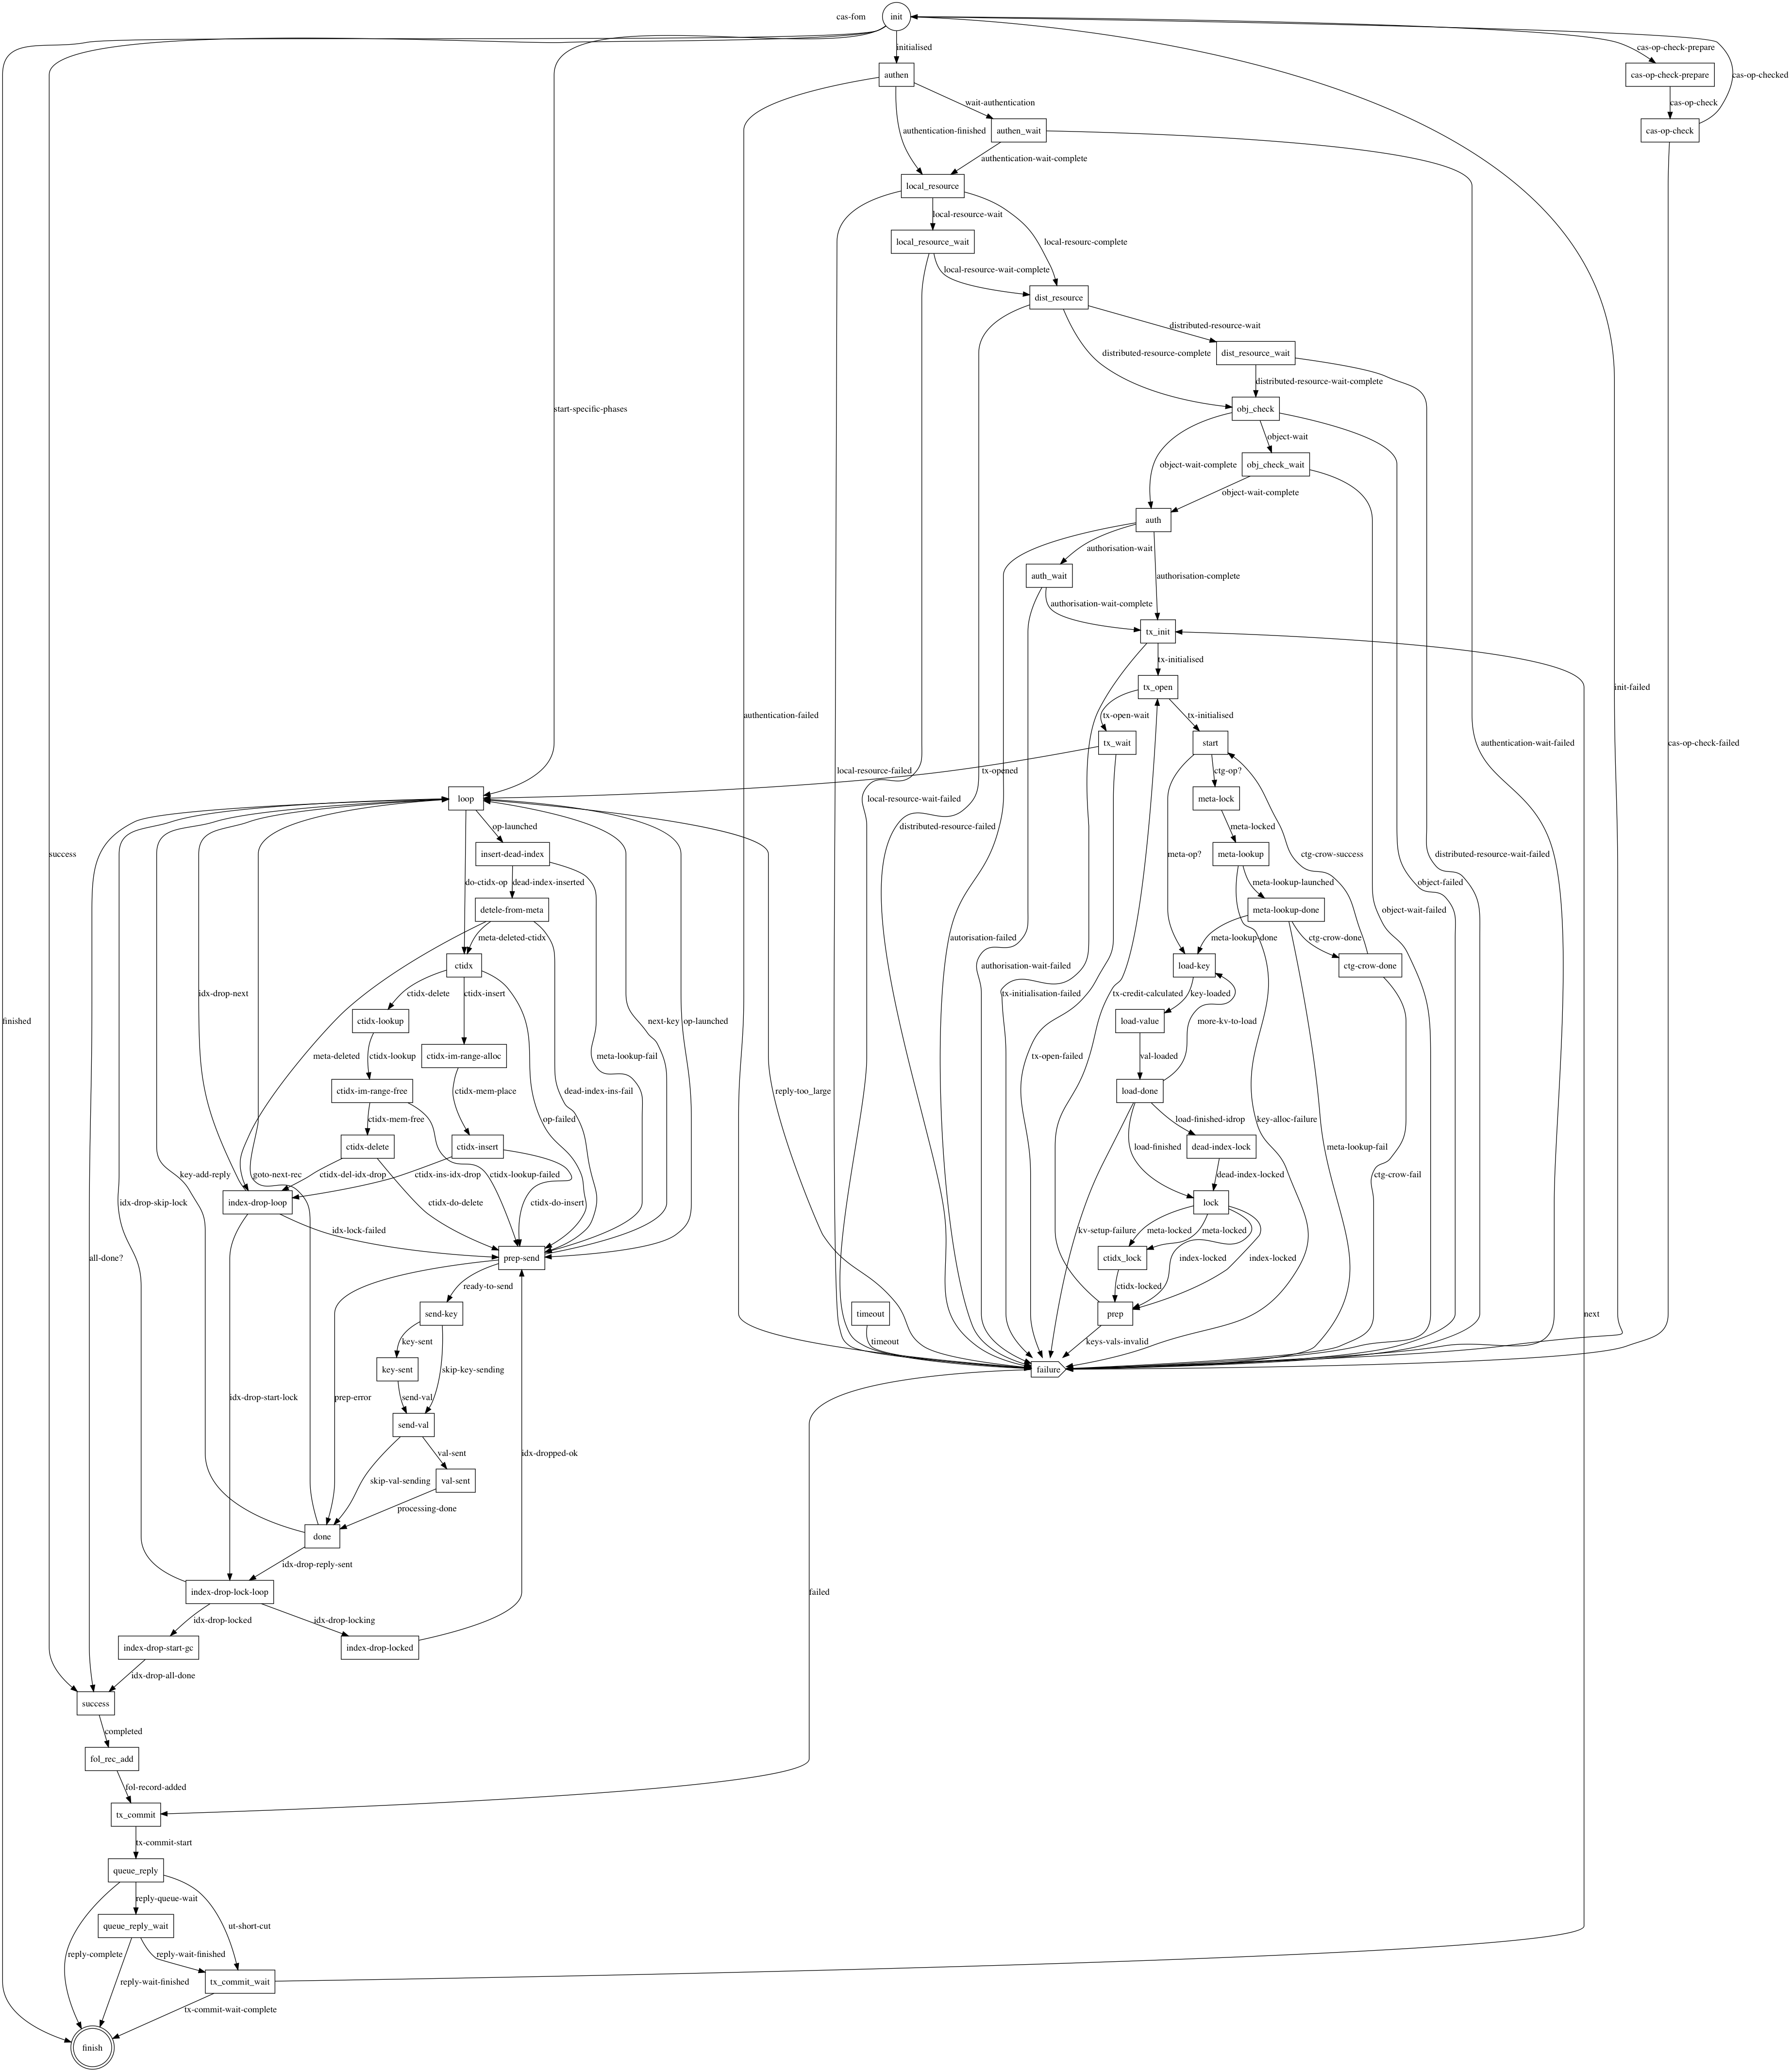 cas-fom
init
initialised
cas-op-check-prepare
authen
cas-op-check-prepare
cas-op-checked
wait-authentication
cas-op-check
authentication-finished
authen_wait
cas-op-check
authentication-wait-complete
local_resource
local-resource-wait
local_resource_wait
local-resourc-complete
local-resource-wait-complete
dist_resource
distributed-resource-wait
distributed-resource-complete
dist_resource_wait
distributed-resource-wait-complete
start-specific-phases
obj_check
object-wait
object-wait-complete
obj_check_wait
object-wait-complete
auth
authorisation-wait
auth_wait
authorisation-complete
authorisation-wait-complete
tx_init
tx-initialised
tx_open
init-failed
authentication-failed
tx-open-wait
tx-initialised
tx_wait
start
authentication-wait-failed
cas-op-check-failed
local-resource-failed
tx-opened
ctg-op?
loop
local-resource-wait-failed
meta-lock
op-launched
distributed-resource-failed
meta-locked
success
insert-dead-index
meta-op?
meta-lookup
ctg-crow-success
distributed-resource-wait-failed
do-ctidx-op
dead-index-inserted
meta-lookup-launched
object-failed
detele-from-meta
meta-lookup-done
object-wait-failed
meta-deleted-ctidx
autorisation-failed
meta-lookup-done
ctg-crow-done
ctidx
authorisation-wait-failed
load-key
ctg-crow-done
idx-drop-next
ctidx-delete
ctidx-insert
tx-initialisation-failed
tx-credit-calculated
key-loaded
finished
ctidx-lookup
next-key
op-launched
load-value
more-kv-to-load
meta-deleted
ctidx-lookup
ctidx-im-range-alloc
meta-lookup-fail
tx-open-failed
val-loaded
ctidx-im-range-free
ctidx-mem-place
dead-index-ins-fail
reply-too_large
load-done
ctidx-mem-free
op-failed
load-finished-idrop
key-alloc-failure
ctidx-delete
ctidx-insert
load-finished
dead-index-lock
meta-lookup-fail
key-add-reply
goto-next-rec
ctidx-del-idx-drop
ctidx-ins-idx-drop
ctidx-lookup-failed
dead-index-locked
ctg-crow-fail
idx-drop-skip-lock
index-drop-loop
ctidx-do-delete
ctidx-do-insert
lock
idx-lock-failed
kv-setup-failure
meta-locked
meta-locked
all-done?
prep-send
ctidx_lock
index-locked
index-locked
ready-to-send
ctidx-locked
send-key
timeout
prep
next
key-sent
timeout
keys-vals-invalid
key-sent
skip-key-sending
failure
idx-drop-start-lock
prep-error
send-val
send-val
val-sent
idx-dropped-ok
skip-val-sending
val-sent
processing-done
done
idx-drop-reply-sent
index-drop-lock-loop
failed
idx-drop-locked
idx-drop-locking
index-drop-start-gc
index-drop-locked
idx-drop-all-done
success
completed
fol_rec_add
fol-record-added
tx_commit
tx-commit-start
queue_reply
reply-queue-wait
queue_reply_wait
ut-short-cut
reply-complete
reply-wait-finished
reply-wait-finished
tx_commit_wait
tx-commit-wait-complete
finish